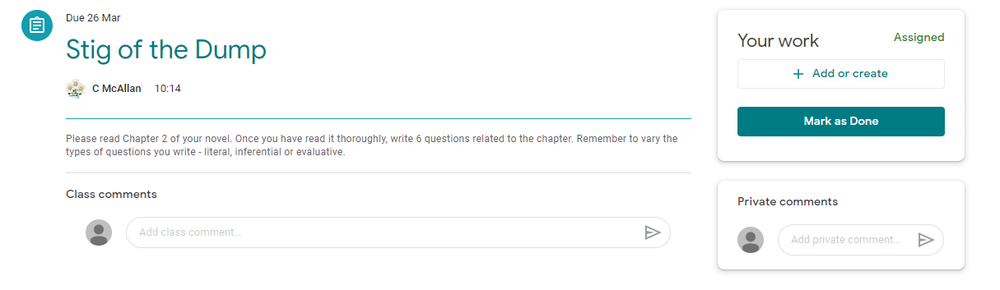 Due 26 Mar
Stig of the Dump
C McAllan 10:14
Please read Chapter 2 of your novel. Once you have read it thoroughly, write 6 questions related to the chapter. Remember to vary the
types of questions you write - literal, inferential or evaluative.
Class comments
Add class comment...
Your work
Assigned
+ Add or create
Mark as Done
Private comments
Add private comment...